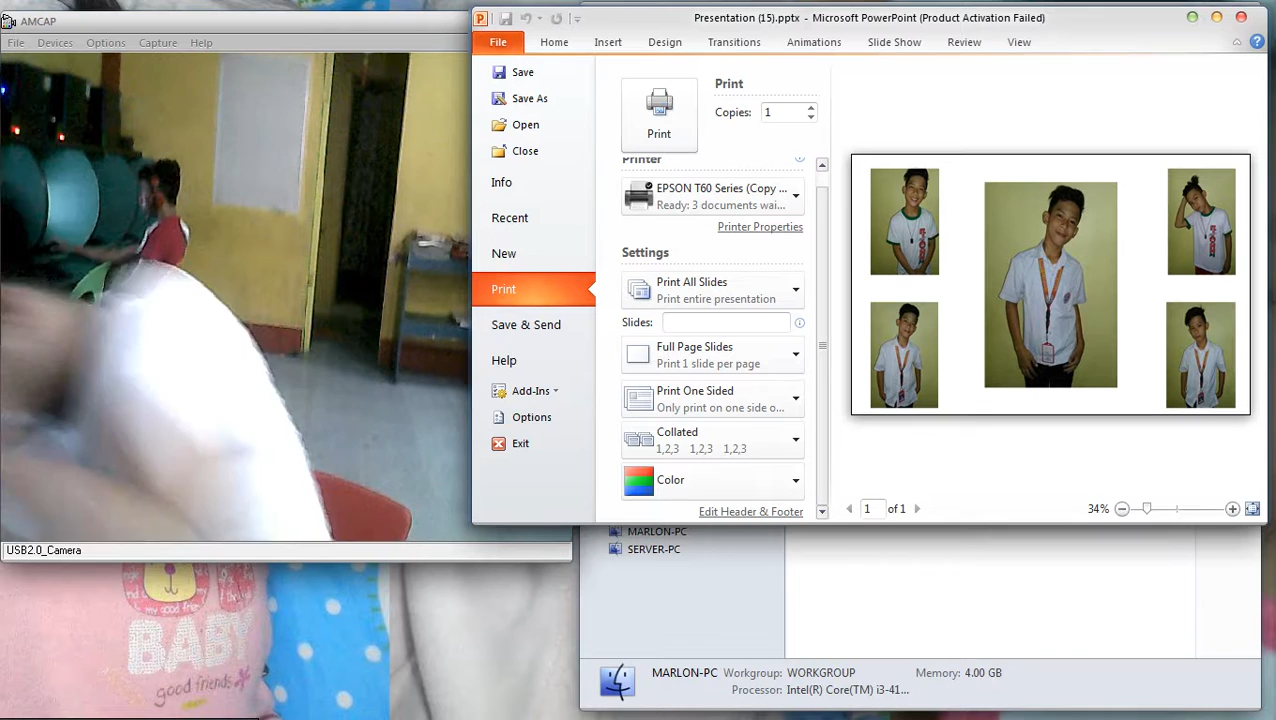 AMCAP
File Devices Options Capture Help
USB2.0_Camera
Presentation (15).pptx - Microsoft PowerPoint (Product Activation Failed)
File Home Insert Design Transitions Animations Slide Show Review View
Save
Save As
Open
Close
Info
Recent
New
Print
Save & Send
Help
Add-Ins
Options
Exit
Print
Print
Copies: 1
Printer
EPSON T60 Series (Copy ...
Ready: 3 documents wai...
Printer Properties
Settings
Print All Slides
Print entire presentation
Slides:
Full Page Slides
Print 1 slide per page
Print One Sided
Only print on one side o...
Collated
1,2,3 1,2,3 1,2,3
Color
Edit Header & Footer
1 of 1
34%
MARLON-PC
SERVER-PC
MARLON-PC Workgroup: WORKGROUP Memory: 4.00 GB
Processor: Intel(R) Core(TM) i3-41...
my good frien
BABY
good friends